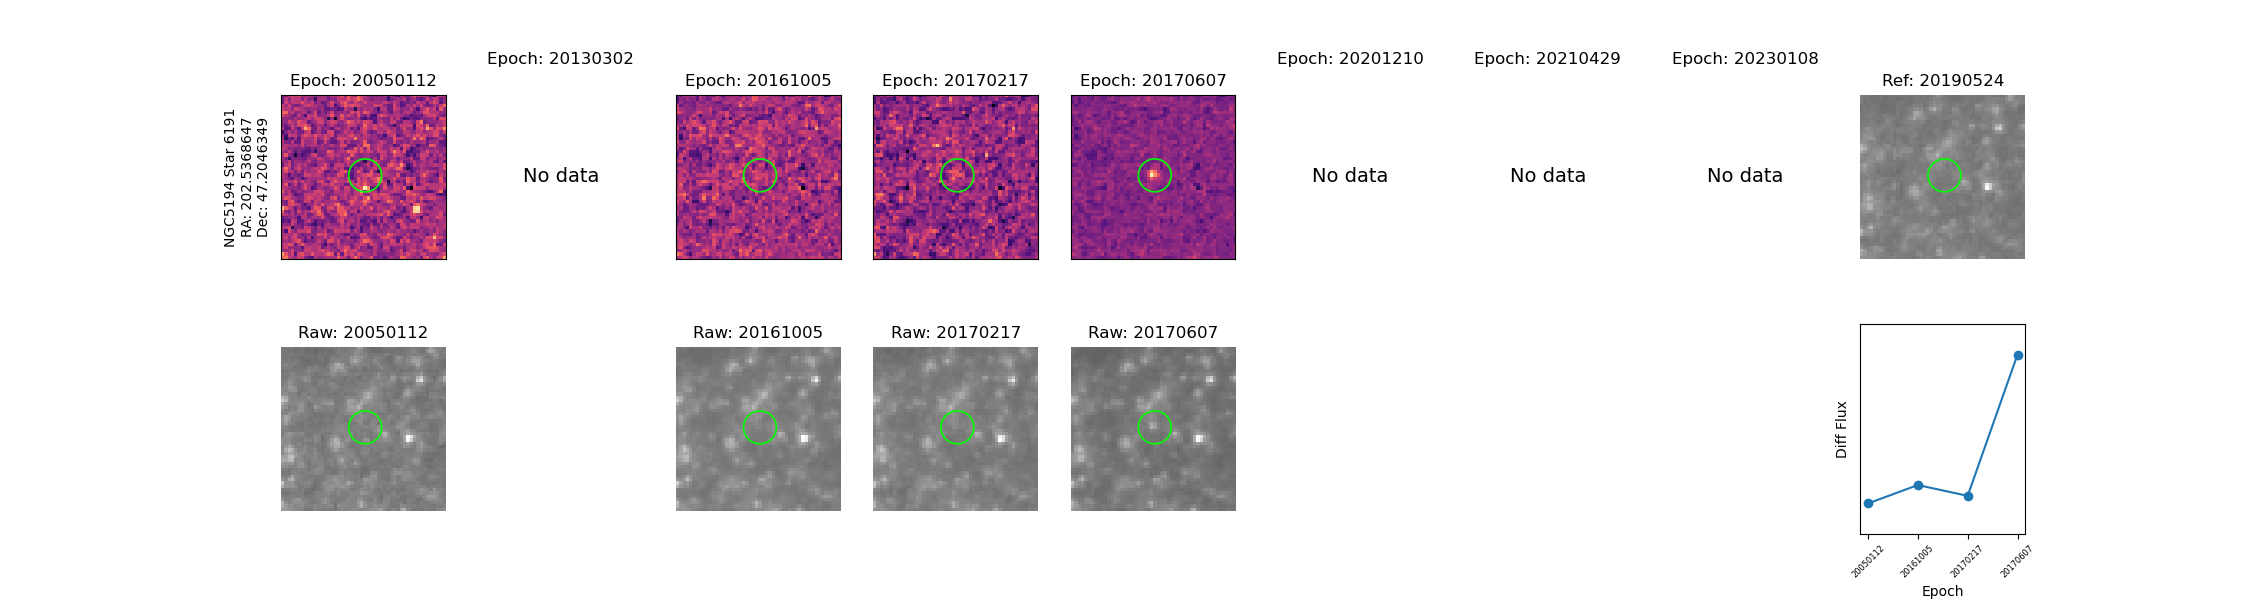 NGC5194 Star 6191
RA: 202.5368647
Dec: 47.2046349
Epoch: 20050112
Epoch: 20130302
No data
Epoch: 20161005
Epoch: 20170217
Epoch: 20170607
Epoch: 20201210
No data
Epoch: 20210429
No data
Epoch: 20230108
No data
Ref: 20190524
Raw: 20050112
Raw: 20161005
Raw: 20170217
Raw: 20170607
Diff Flux
20050112
20161005
20170217
20170607
Epoch